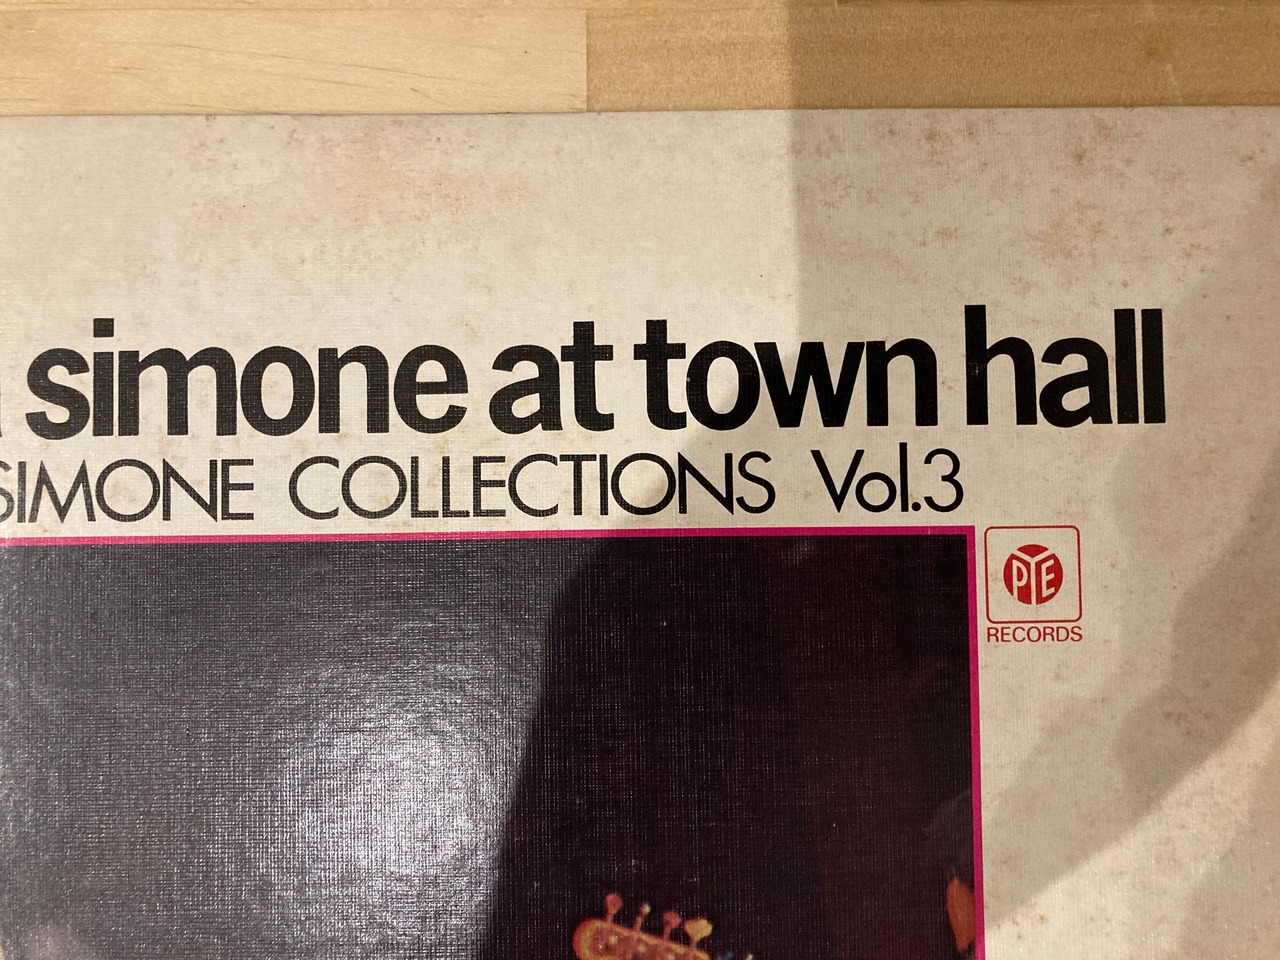 simone at town hall
SIMONE COLLECTIONS Vol.3
PYE
RECORDS